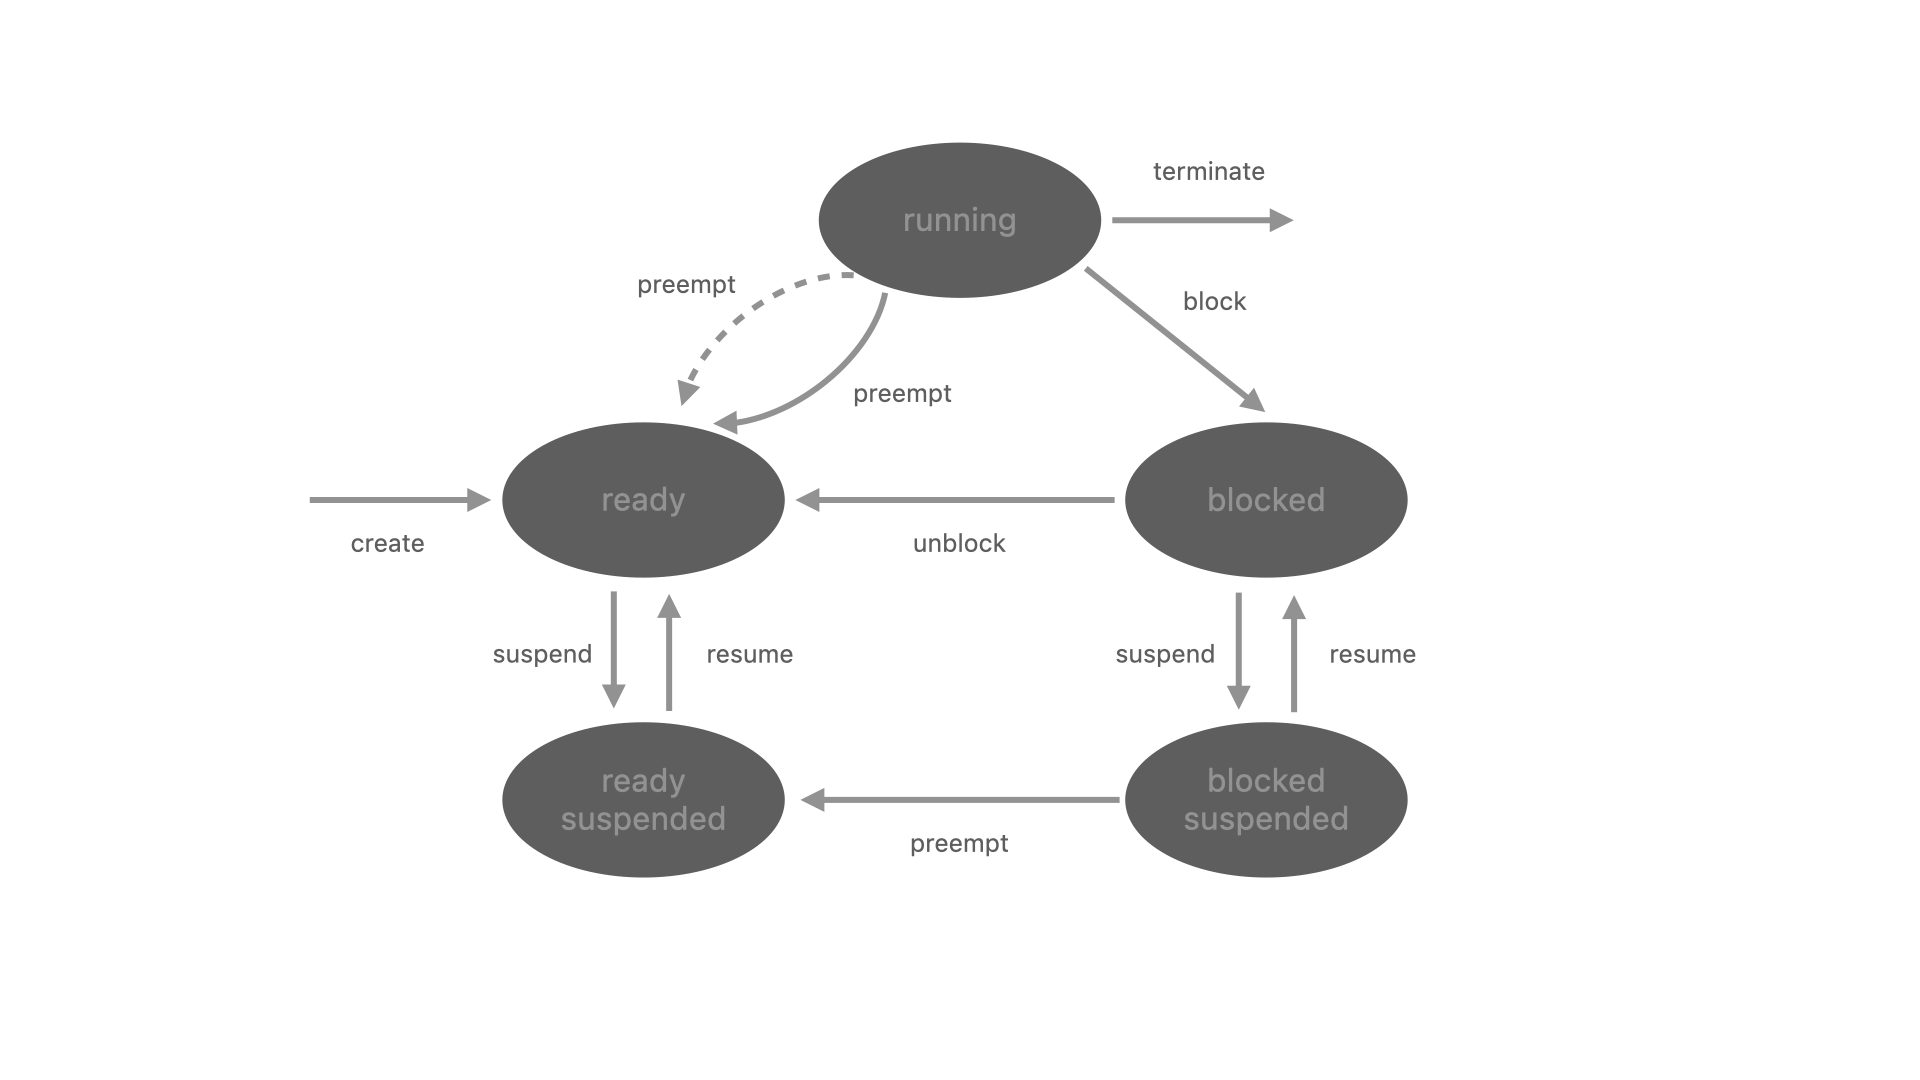 terminate
running
preempt
block
preempt
ready
blocked
create
unblock
suspend
resume
suspend
resume
ready
suspended
blocked
suspended
preempt